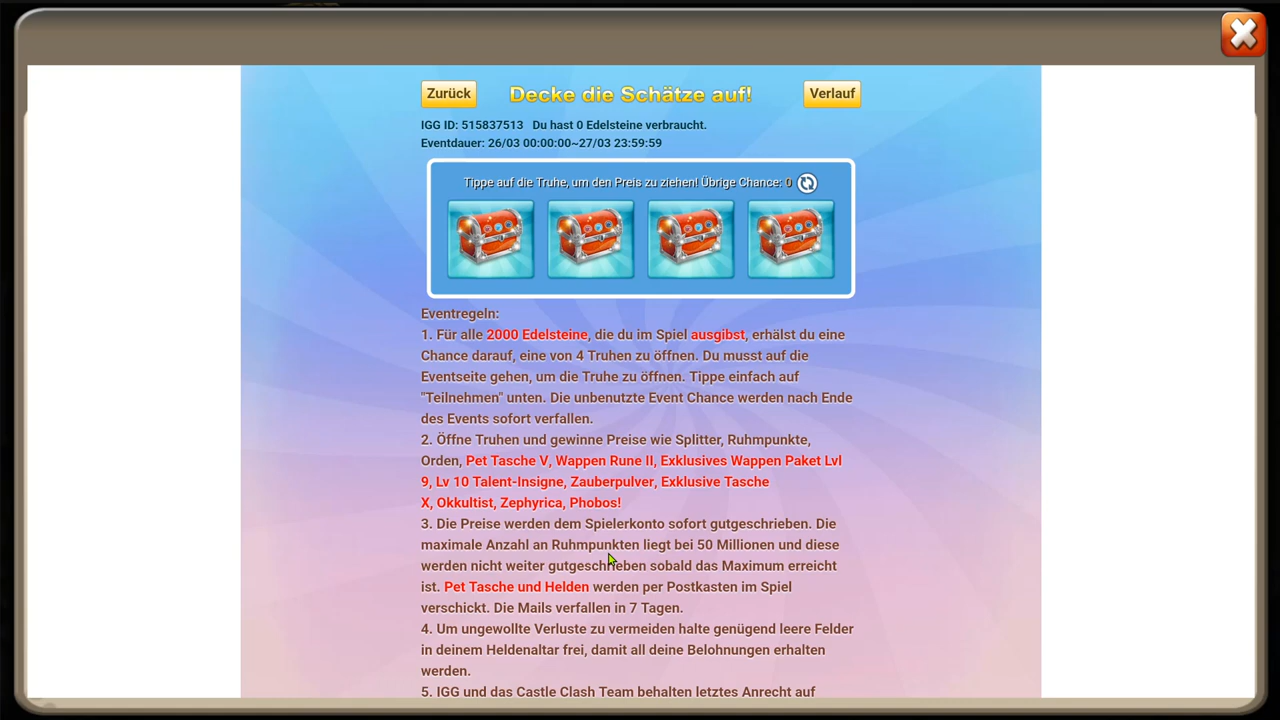 Zurück Decke die Schätze auf! Verlauf
IGG ID: 515837513 Du hast 0 Edelsteine verbraucht.
Eventdauer: 26/03 00:00:00~27/03 23:59:59
Tippe auf die Truhe, um den Preis zu ziehen! Übrige Chance: 0
Eventregeln:
1. Für alle 2000 Edelsteine, die du im Spiel ausgibst, erhälst du eine
Chance darauf, eine von 4 Truhen zu öffnen. Du musst auf die
Eventseite gehen, um die Truhe zu öffnen. Tippe einfach auf
"Teilnehmen" unten. Die unbenutzte Event Chance werden nach Ende
des Events sofort verfallen.
2. Öffne Truhen und gewinne Preise wie Splitter, Ruhmpunkte,
Orden, Pet Tasche V, Wappen Rune II, Exklusives Wappen Paket Lvl
9, Lv 10 Talent-Insigne, Zauberpulver, Exklusive Tasche
X, Okkultist, Zephyrica, Phobos!
3. Die Preise werden dem Spielerkonto sofort gutgeschrieben. Die
maximale Anzahl an Ruhmpunkten liegt bei 50 Millionen und diese
werden nicht weiter gutgeschrieben sobald das Maximum erreicht
ist. Pet Tasche und Helden werden per Postkasten im Spiel
verschickt. Die Mails verfallen in 7 Tagen.
4. Um ungewollte Verluste zu vermeiden halte genügend leere Felder
in deinem Heldenaltar frei, damit all deine Belohnungen erhalten
werden.
5. IGG und das Castle Clash Team behalten letztes Anrecht auf